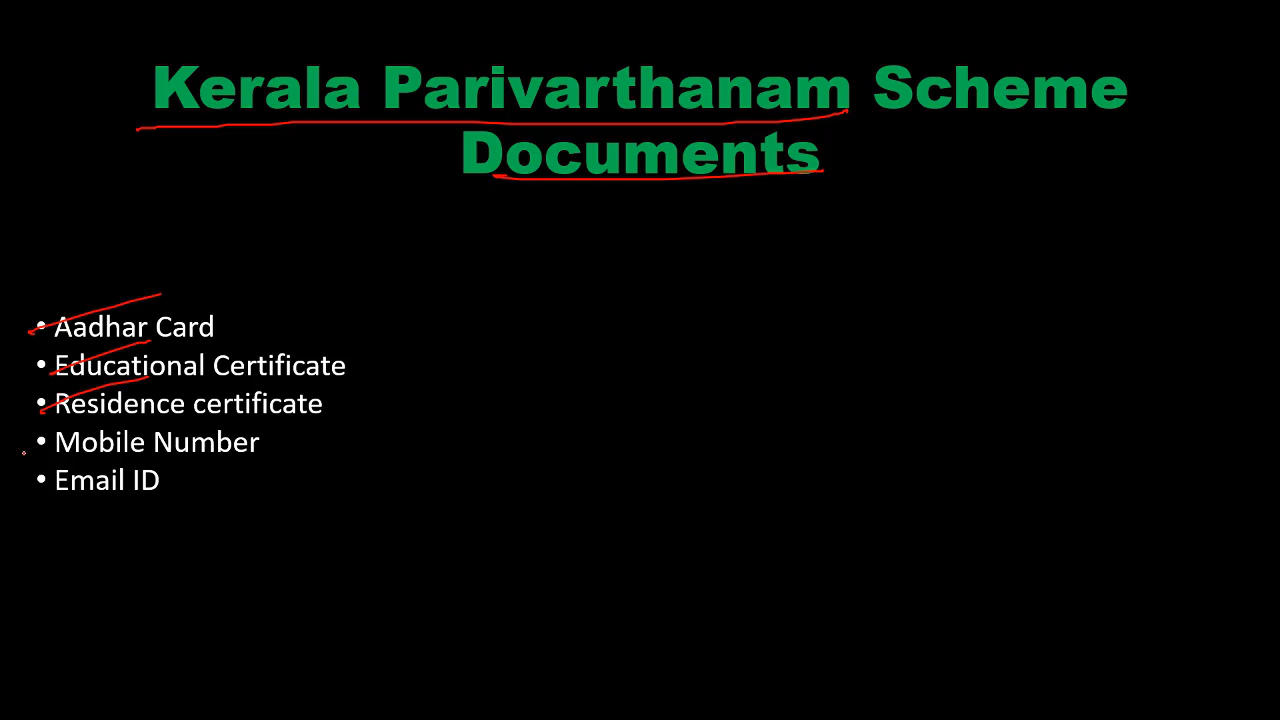 Kerala Parivarthanam Scheme
Documents
• Aadhar Card
• Educational Certificate
• Residence certificate
• Mobile Number
• Email ID